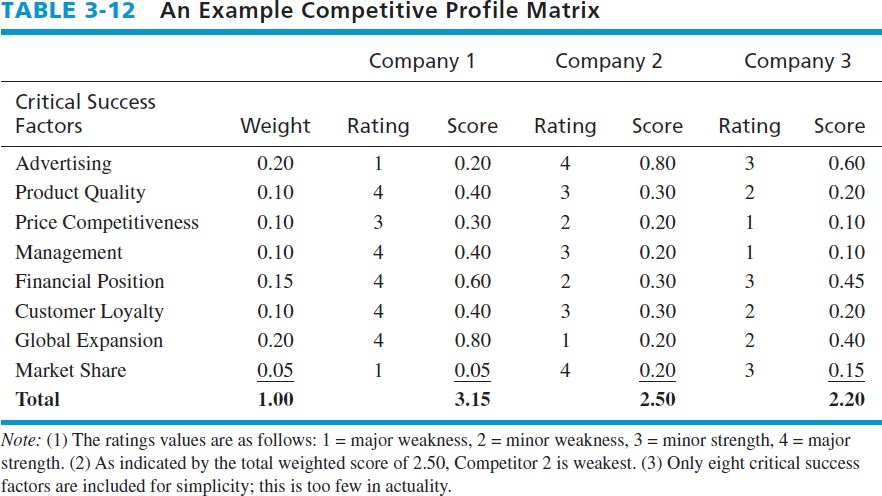 TABLE 3-12 An Example Competitive Profile Matrix
Company 1 Company 2 Company 3
Critical Success
Factors Weight Rating Score Rating Score Rating Score
Advertising 0.20 1 0.20 4 0.80 3 0.60
Product Quality 0.10 4 0.40 3 0.30 2 0.20
Price Competitiveness 0.10 3 0.30 2 0.20 1 0.10
Management 0.10 4 0.40 3 0.20 1 0.10
Financial Position 0.15 4 0.60 2 0.30 3 0.45
Customer Loyalty 0.10 4 0.40 3 0.30 2 0.20
Global Expansion 0.20 4 0.80 1 0.20 2 0.40
Market Share 0.05 1 0.05 4 0.20 3 0.15
Total 1.00 3.15 2.50 2.20
Note: (1) The ratings values are as follows: 1 = major weakness, 2 = minor weakness, 3 = minor strength, 4 = major
strength. (2) As indicated by the total weighted score of 2.50, Competitor 2 is weakest. (3) Only eight critical success
factors are included for simplicity; this is too few in actuality.